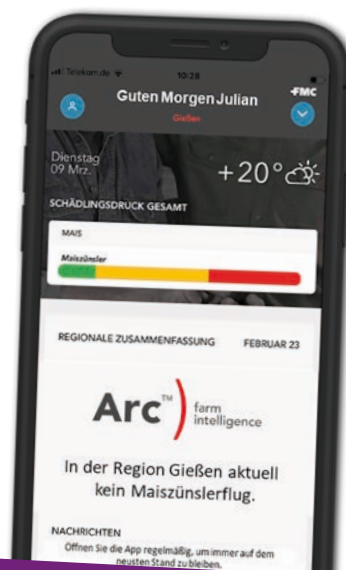 Telekom.de
10:28
FMC
Guten Morgen Julian
Gießen
Dienstag
09 Mrz.
+20°
SCHÄDLINGSDRUCK GESAMT
MAIS
Maiszünsler
REGIONALE ZUSAMMENFASSUNG FEBRUAR 23
Arc™ farm
intelligence
In der Region Gießen aktuell
kein Maiszünslerflug.
NACHRICHTEN
Öffnen Sie die App regelmäßig, um immer auf dem
neusten Stand zu bleiben.